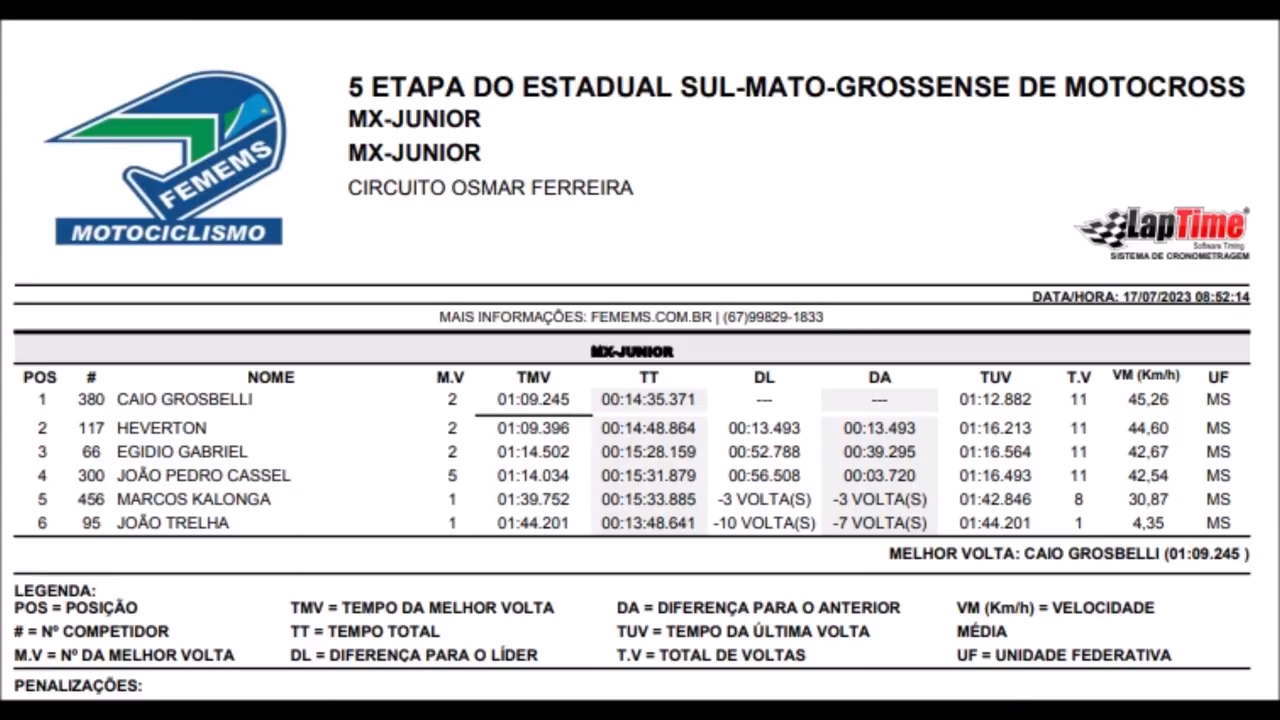 FEMEMS
MOTOCICLISMO
5 ETAPA DO ESTADUAL SUL-MATO-GROSSENSE DE MOTOCROSS
MX-JUNIOR
MX-JUNIOR
CIRCUITO OSMAR FERREIRA
LapTime
Software Timing
SISTEMA DE CRONOMETRAGEM
DATA/HORA: 17/07/2023 08:52:14
MAIS INFORMAÇÕES: FEMEMS.COM.BR | (67)99829-1833
MX-JUNIOR
POS # NOME M.V TMV TT DL DA TUV T.V VM (Km/h) UF
1 380 CAIO GROSBELLI 2 01:09.245 00:14:35.371 --- --- 01:12.882 11 45,26 MS
2 117 HEVERTON 2 01:09.396 00:14:48.864 00:13.493 00:13.493 01:16.213 11 44,60 MS
3 66 EGIDIO GABRIEL 2 01:14.502 00:15:28.159 00:52.788 00:39.295 01:16.564 11 42,67 MS
4 300 JOÃO PEDRO CASSEL 5 01:14.034 00:15:31.879 00:56.508 00:03.720 01:16.493 11 42,54 MS
5 456 MARCOS KALONGA 1 01:39.752 00:15:33.885 -3 VOLTA(S) -3 VOLTA(S) 01:42.846 8 30,87 MS
6 95 JOÃO TRELHA 1 01:44.201 00:13:48.641 -10 VOLTA(S) -7 VOLTA(S) 01:44.201 1 4,35 MS
MELHOR VOLTA: CAIO GROSBELLI (01:09.245 )
LEGENDA:
POS = POSIÇÃO TMV = TEMPO DA MELHOR VOLTA DA = DIFERENÇA PARA O ANTERIOR VM (Km/h) = VELOCIDADE
# = Nº COMPETIDOR TT = TEMPO TOTAL TUV = TEMPO DA ÚLTIMA VOLTA MÉDIA
M.V = Nº DA MELHOR VOLTA DL = DIFERENÇA PARA O LÍDER T.V = TOTAL DE VOLTAS UF = UNIDADE FEDERATIVA
PENALIZAÇÕES: